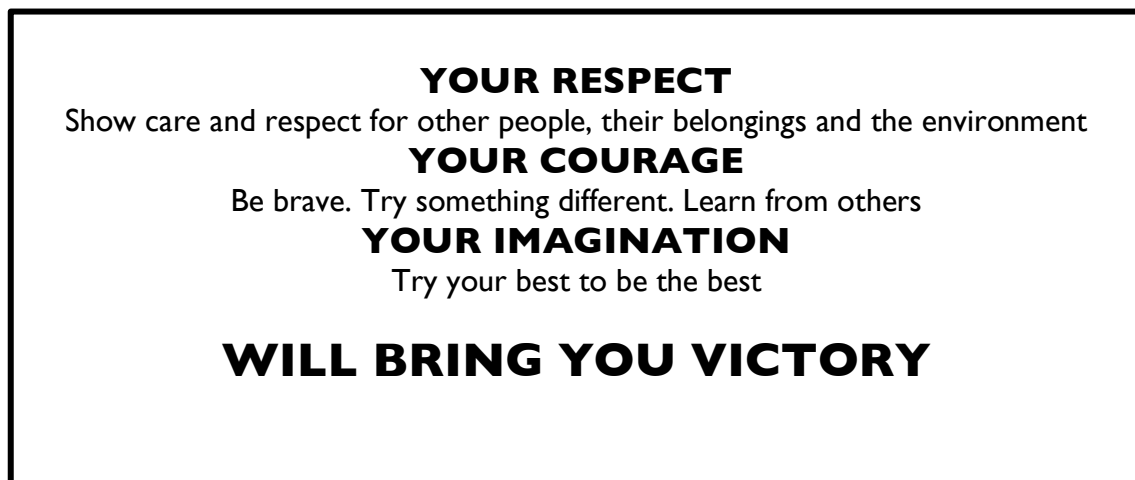 YOUR RESPECT
Show care and respect for other people, their belongings and the environment
YOUR COURAGE
Be brave. Try something different. Learn from others
YOUR IMAGINATION
Try your best to be the best
WILL BRING YOU VICTORY